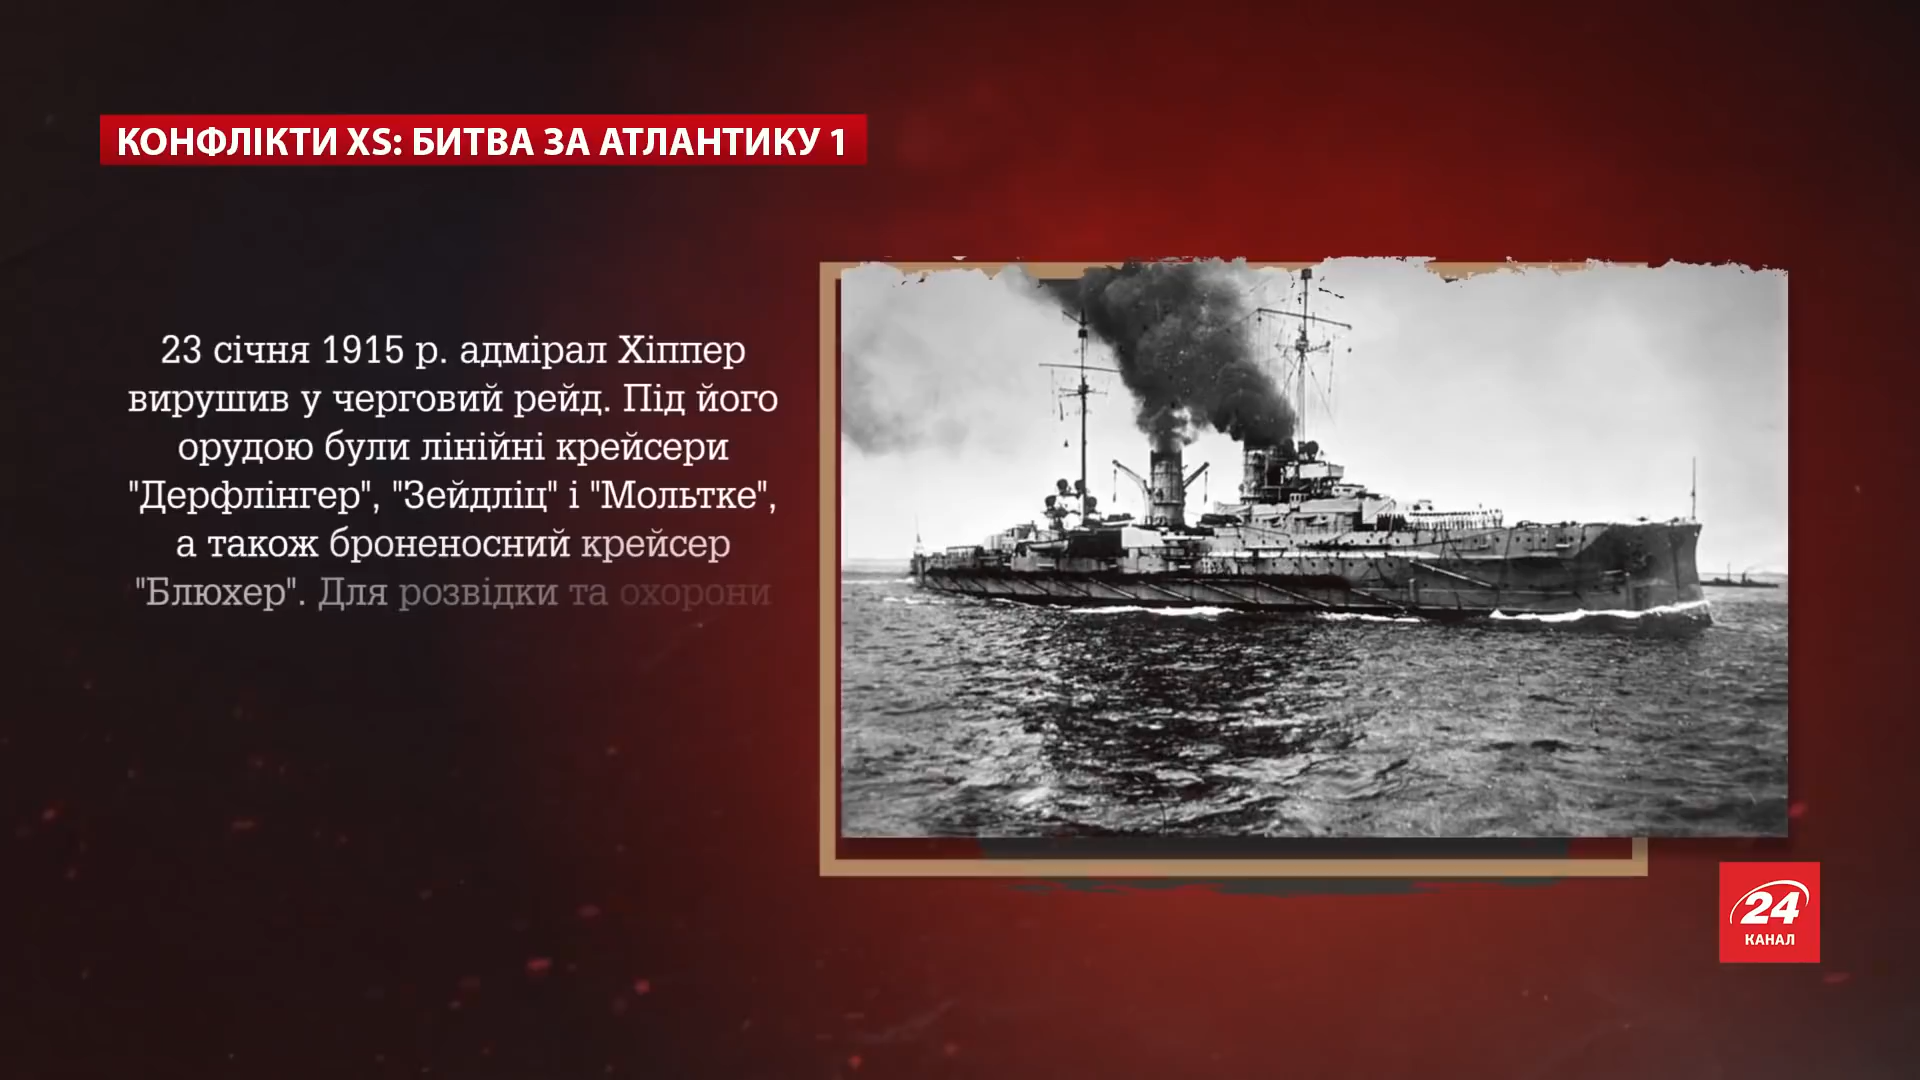 КОНФЛІКТИ XS: БИТВА ЗА АТЛАНТИКУ 1
23 січня 1915 р. адмірал Хіппер
вирушив у черговий рейд. Під його
орудою були лінійні крейсери
"Дерфлінгер", "Зейдліц" і "Мольтке",
а також броненосний крейсер
"Блюхер". Для розвідки та охорони
24
КАНАЛ